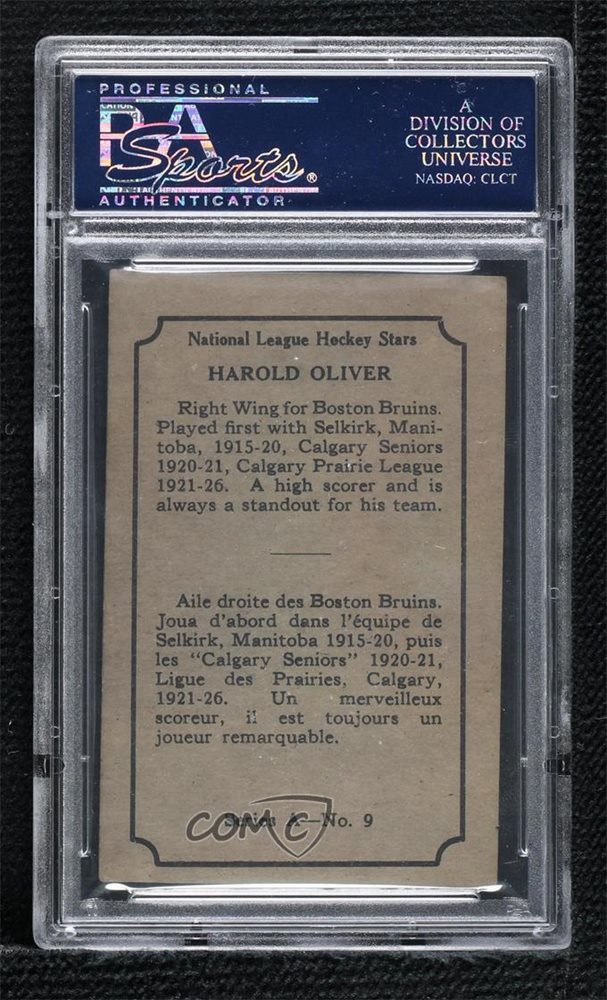 PROFESSIONAL
PSA
Sports®
AUTHENTICATOR
A
DIVISION OF
COLLECTORS
UNIVERSE
NASDAQ: CLCT
National League Hockey Stars
HAROLD OLIVER
Right Wing for Boston Bruins.
Played first with Selkirk, Mani-
toba, 1915-20, Calgary Seniors
1920-21, Calgary Prairie League
1921-26. A high scorer and is
always a standout for his team.
Aile droite des Boston Bruins.
Joua d'abord dans l'équipe de
Selkirk, Manitoba 1915-20, puis
les "Calgary Seniors" 1920-21,
Ligue des Prairies, Calgary,
1921-26. Un merveilleux
scoreur, il est toujours un
joueur remarquable.
Series A—No. 9
COMC